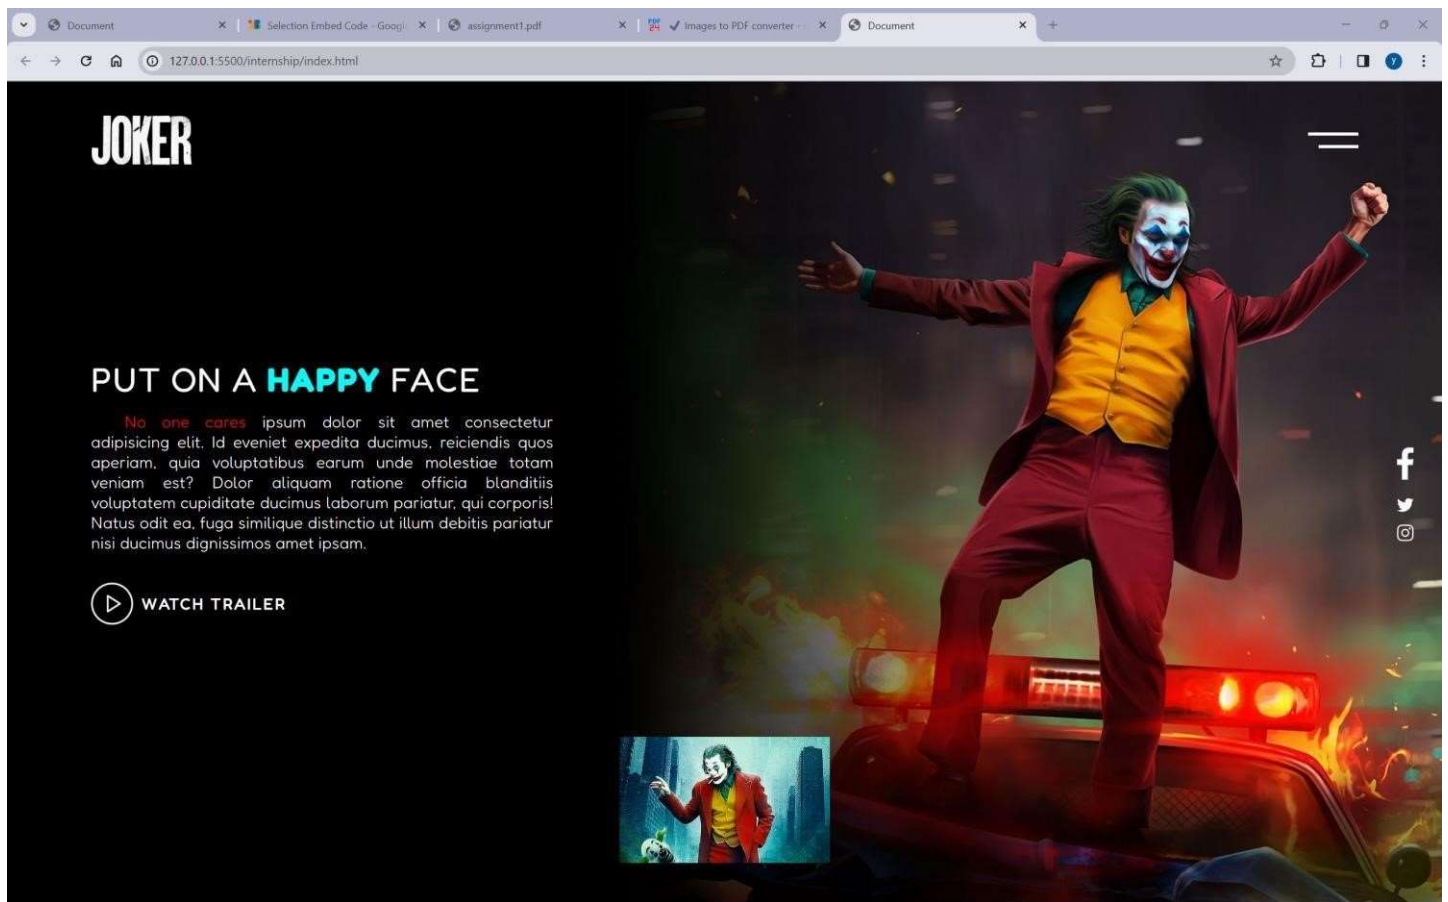 Document
Selection Embed Code - Googl
assignment1.pdf
Images to PDF converter -
Document
127.0.0.1:5500/internship/index.html
y
JOKER
PUT ON A HAPPY FACE
No one cares ipsum dolor sit amet consectetur
adipisicing elit. Id eveniet expedita ducimus, reiciendis quos
aperiam, quia voluptatibus earum unde molestiae totam
veniam est? Dolor aliquam ratione officia blanditiis
voluptatem cupiditate ducimus laborum pariatur, qui corporis!
Natus odit ea, fuga similique distinctio ut illum debitis pariatur
nisi ducimus dignissimos amet ipsam.
WATCH TRAILER